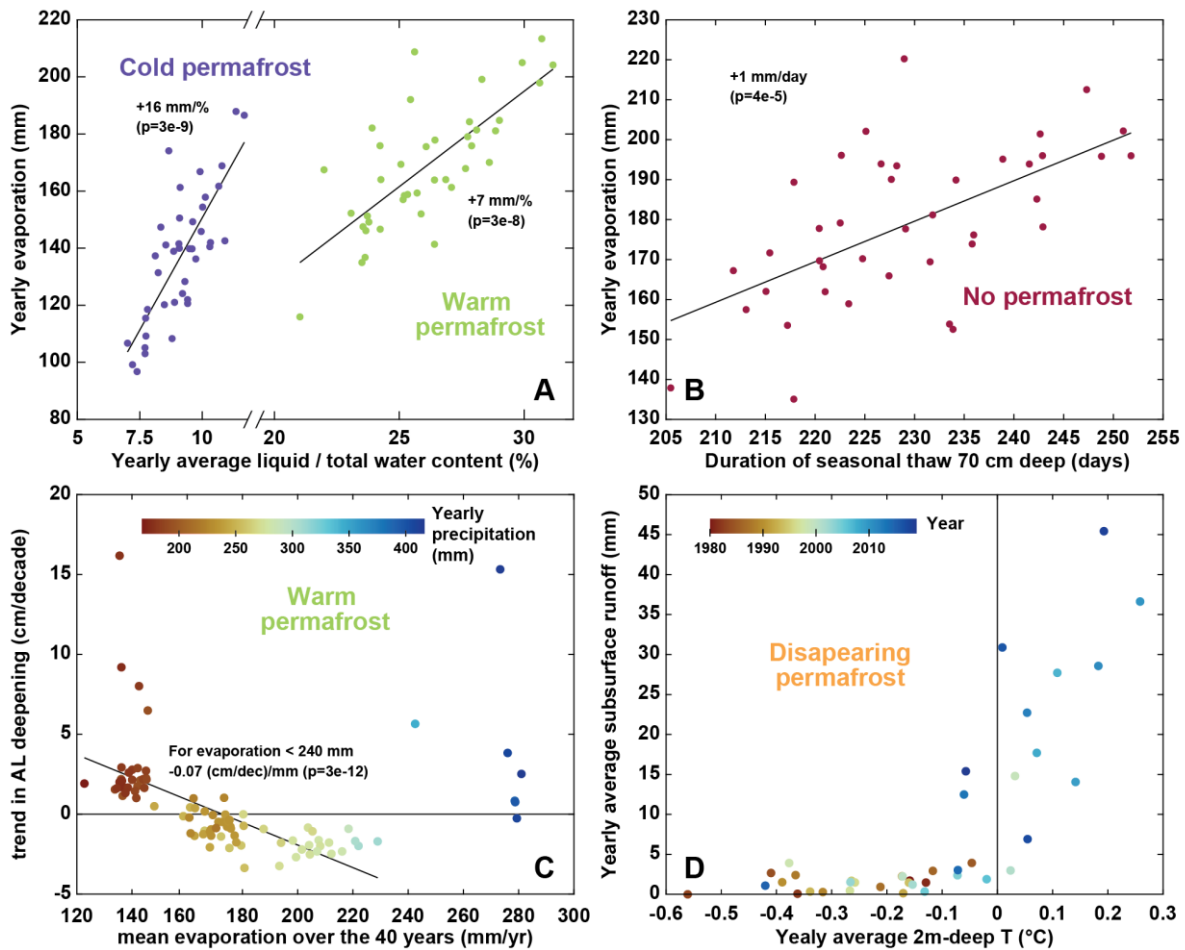 A
Cold permafrost
+16 mm/%
(p=3e-9)
+7 mm/%
(p=3e-8)
Warm
permafrost
Yearly evaporation (mm)
220
200
180
160
140
120
100
80
5
7.5
10
20
25
30
Yearly average liquid / total water content (%)
B
+1 mm/day
(p=4e-5)
No permafrost
Yearly evaporation (mm)
230
220
210
200
190
180
170
160
150
140
130
205
210
215
220
225
230
235
240
245
250
255
Duration of seasonal thaw 70 cm deep (days)
C
Yearly
precipitation
(mm)
200
300
350
400
Warm
permafrost
For evaporation < 240 mm
-0.07 (cm/dec)/mm (p=3e-12)
trend in AL deepening (cm/decade)
20
15
10
5
0
-5
120
140
160
180
200
220
240
260
280
300
mean evaporation over the 40 years (mm/yr)
D
1980
1990
2000
2010
Year
Disapearing
permafrost
Yearly average subsurface runoff (mm)
50
45
40
35
30
25
20
15
10
5
0
-0.6
-0.5
-0.4
-0.3
-0.2
-0.1
0
0.1
0.2
0.3
Yealy average 2m-deep T (°C)